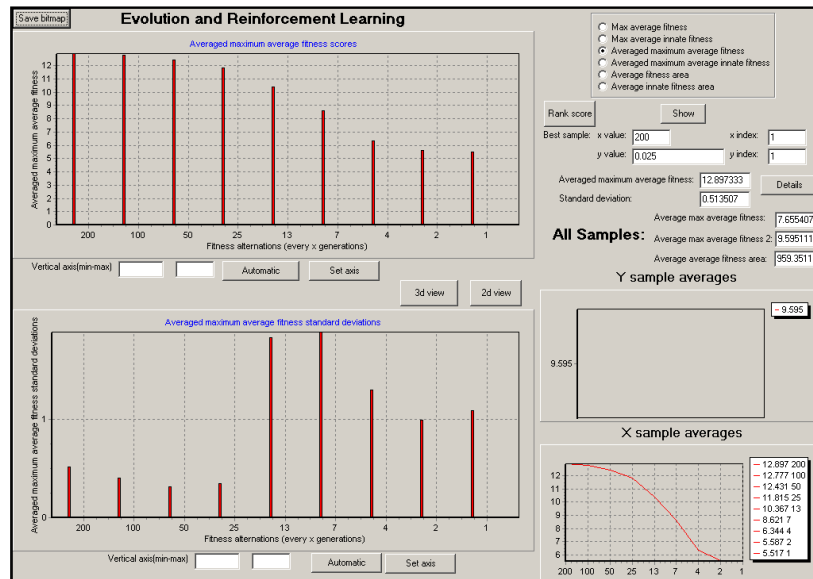 Save bitmap
Evolution and Reinforcement Learning
Averaged maximum average fitness scores
Averaged maximum average fitness
12
11
10
9
8
7
6
5
4
3
2
1
0
200 100 50 25 13 7 4 2 1
Fitness alternations (every x generations)
Vertical axis(min-max)
Automatic
Set axis
3d view
2d view
Averaged maximum average fitness standard deviations
Averaged maximum average fitness standard deviations
1
0
200 100 50 25 13 7 4 2 1
Vertical axis(min-max)
Automatic
Set axis
Max average fitness
Max average innate fitness
Averaged maximum average fitness
Averaged maximum average innate fitness
Average fitness area
Average innate fitness area
Rank score
Show
Best sample: x value: 200 x index: 1
y value: 0.025 y index: 1
Averaged maximum average fitness: 12.897333
Standard deviation: 0.513507
Details
All Samples:
Average max average fitness: 7.655407
Average max average fitness 2: 9.595111
Average average fitness area: 959.3511
Y sample averages
9.595
9.595
X sample averages
12
11
10
9
8
7
6
200 100 50 25 13 7 4 2 1
12.897 200
12.777 100
12.431 50
11.815 25
10.367 13
8.621 7
6.344 4
5.587 2
5.517 1